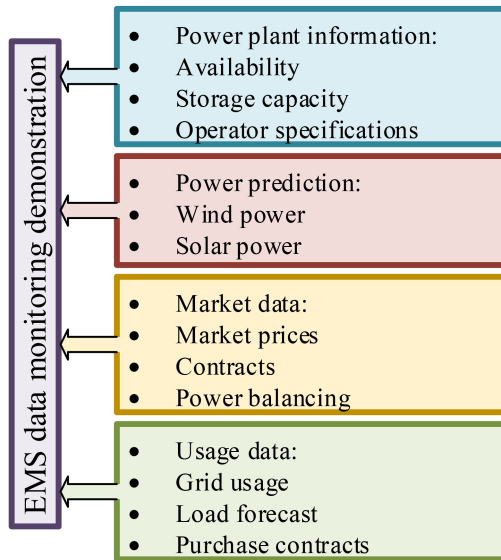 EMS data monitoring demonstration
• Power plant information:
• Availability
• Storage capacity
• Operator specifications
• Power prediction:
• Wind power
• Solar power
• Market data:
• Market prices
• Contracts
• Power balancing
• Usage data:
• Grid usage
• Load forecast
• Purchase contracts